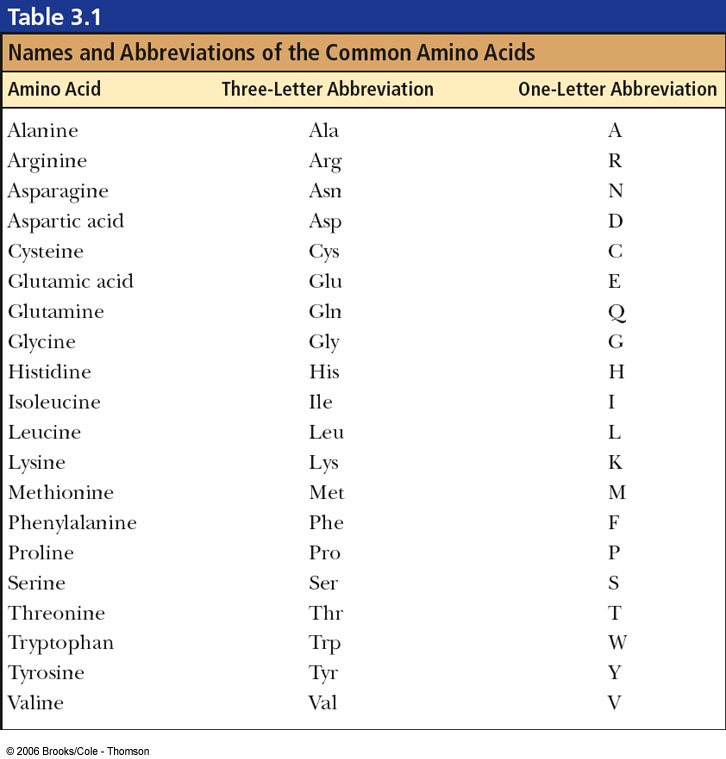 Table 3.1
Names and Abbreviations of the Common Amino Acids
Amino Acid Three-Letter Abbreviation One-Letter Abbreviation
Alanine Ala A
Arginine Arg R
Asparagine Asn N
Aspartic acid Asp D
Cysteine Cys C
Glutamic acid Glu E
Glutamine Gln Q
Glycine Gly G
Histidine His H
Isoleucine Ile I
Leucine Leu L
Lysine Lys K
Methionine Met M
Phenylalanine Phe F
Proline Pro P
Serine Ser S
Threonine Thr T
Tryptophan Trp W
Tyrosine Tyr Y
Valine Val V
© 2006 Brooks/Cole - Thomson